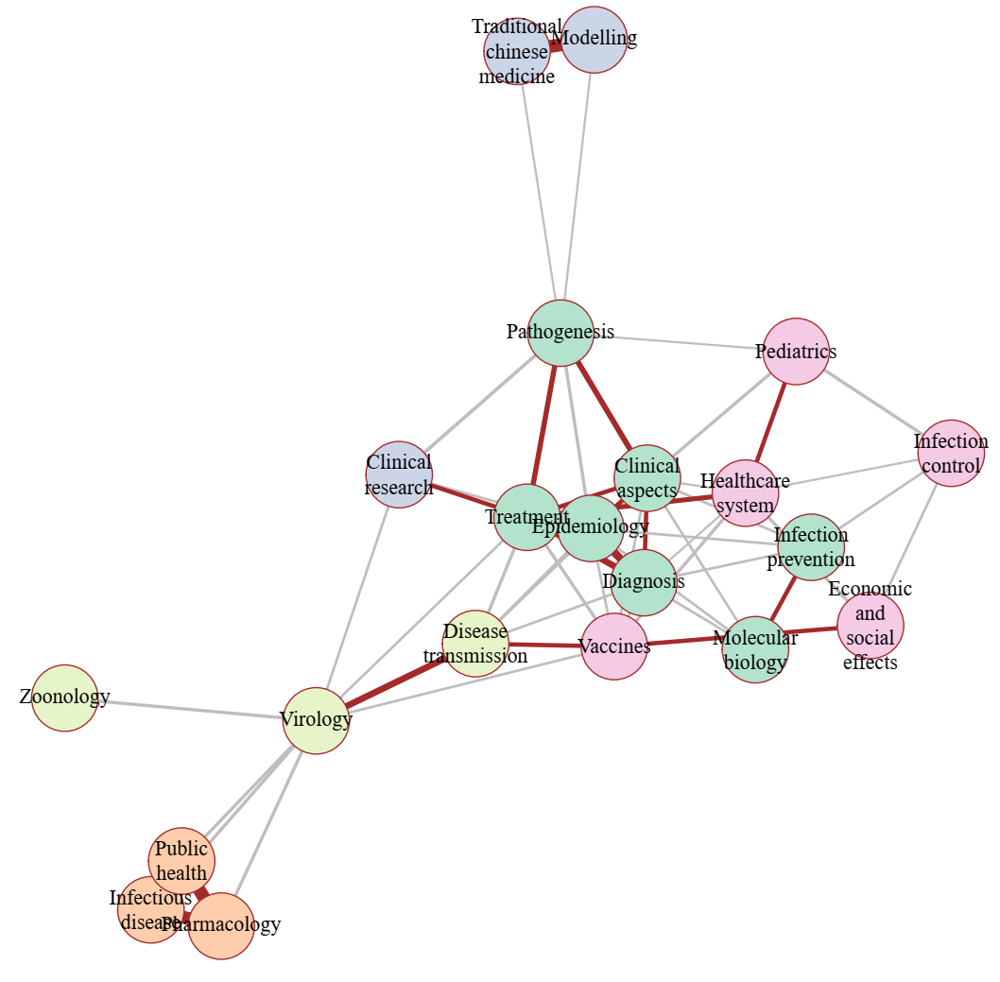 Traditional
chinese
medicine
Modelling
Pathogenesis
Pediatrics
Infection
control
Clinical
research
Clinical
aspects
Healthcare
system
Treatment
Epidemiology
Infection
prevention
Diagnosis
Economic
and
social
effects
Disease
transmission
Vaccines
Molecular
biology
Zoonology
Virology
Public
health
Infectious
disease
Pharmacology